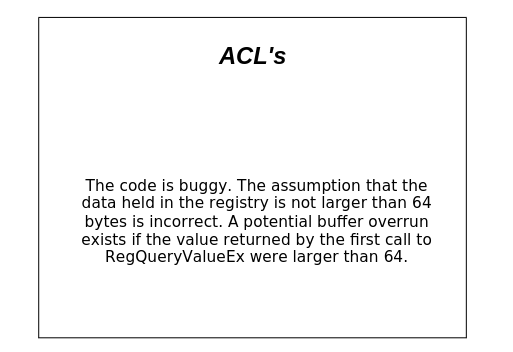 ACL's
The code is buggy. The assumption that the
data held in the registry is not larger than 64
bytes is incorrect. A potential buffer overrun
exists if the value returned by the first call to
RegQueryValueEx were larger than 64.